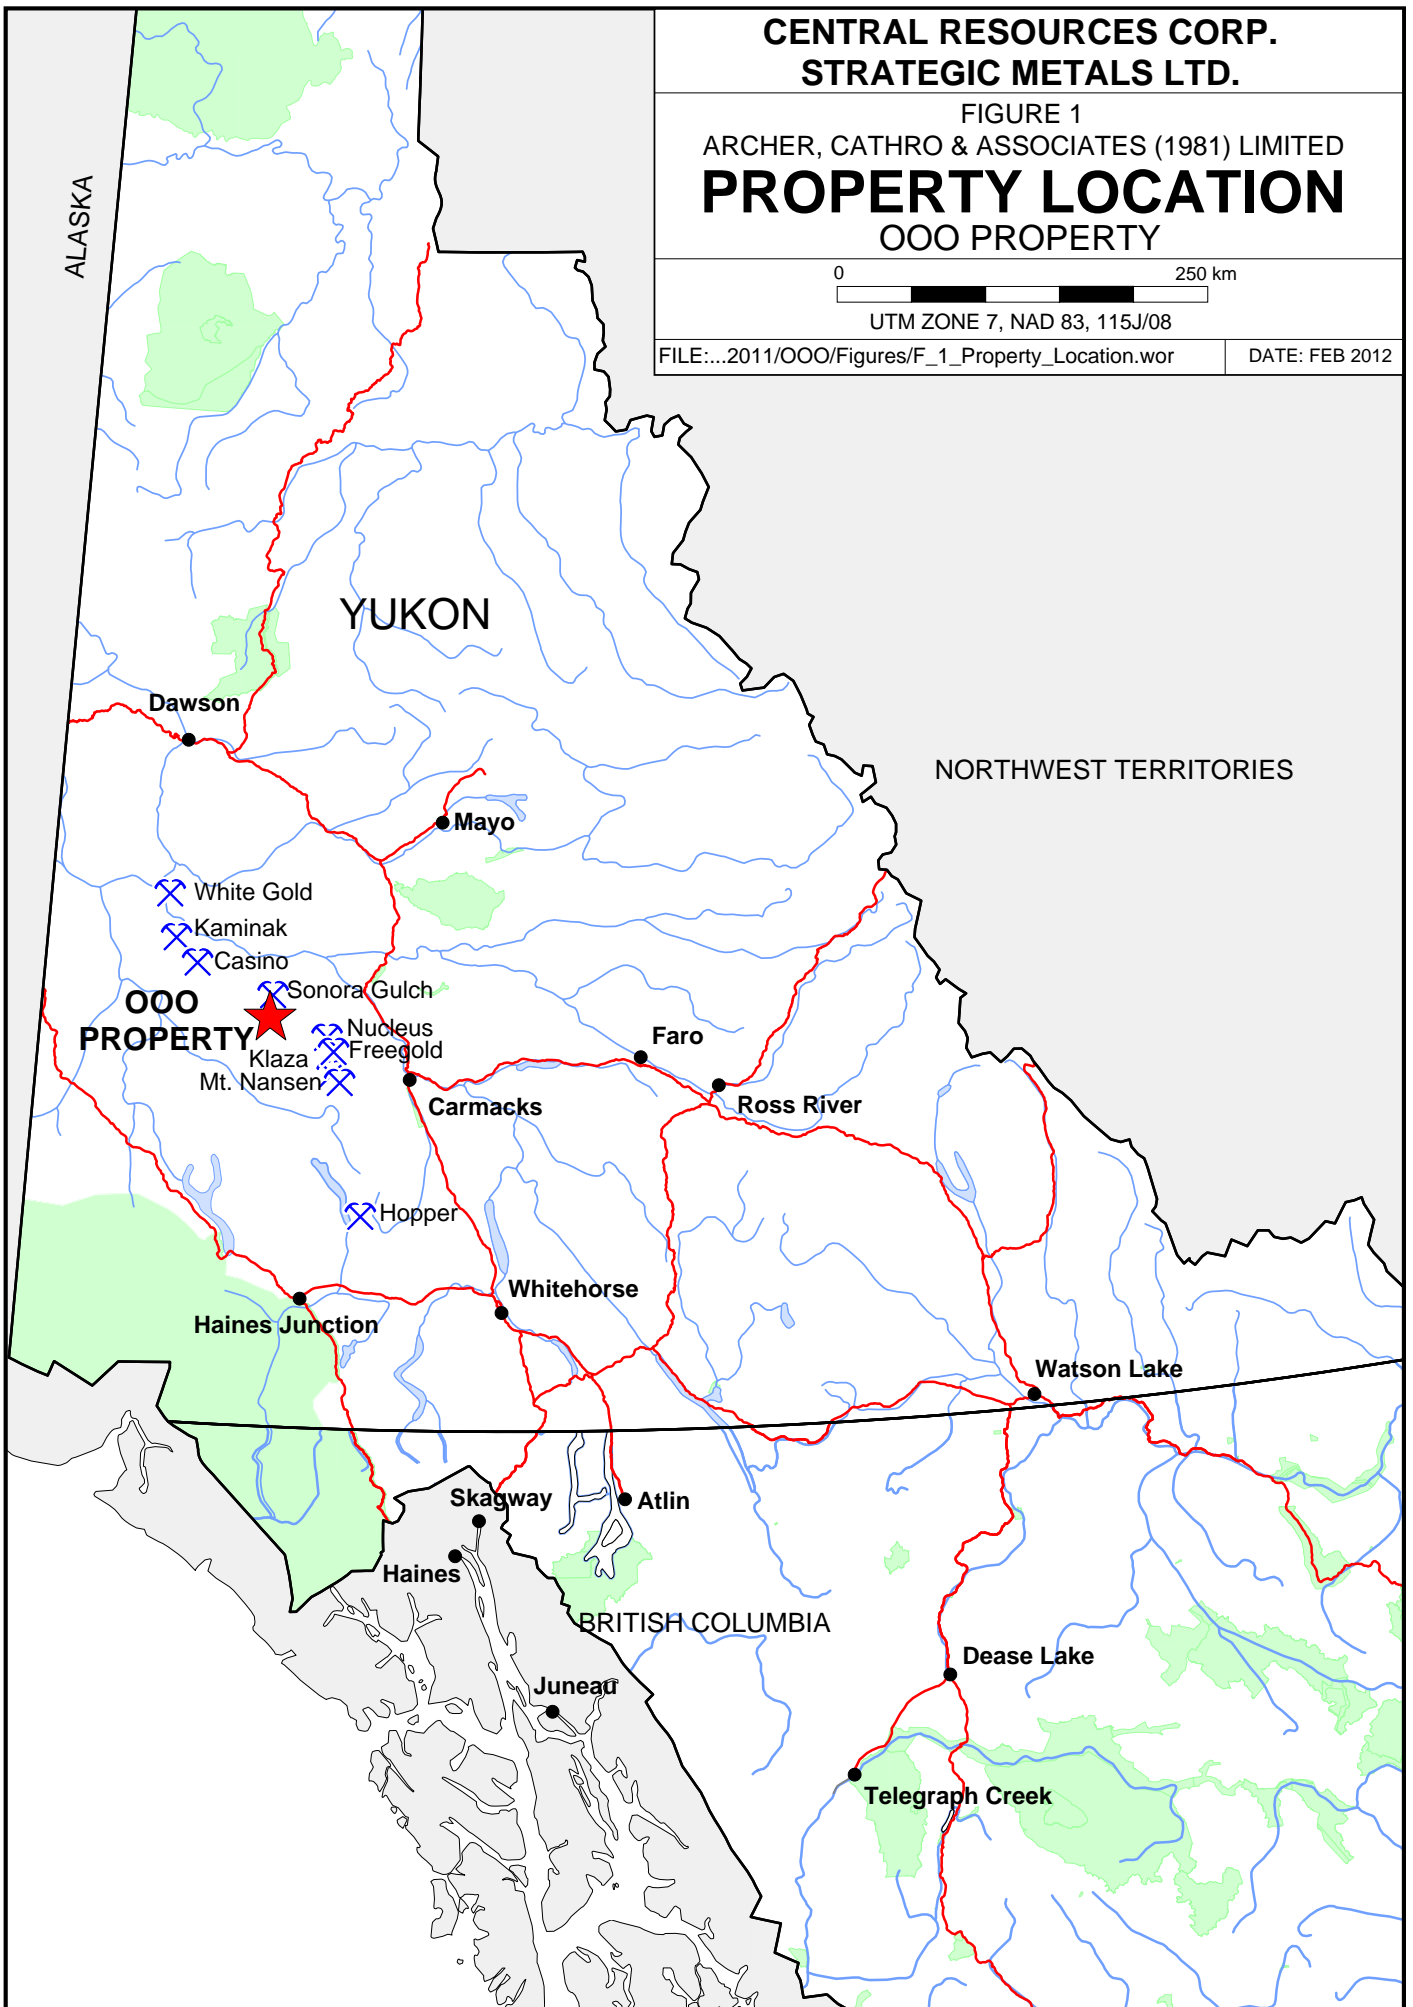 CENTRAL RESOURCES CORP.
STRATEGIC METALS LTD.
FIGURE 1
ARCHER, CATHRO & ASSOCIATES (1981) LIMITED
PROPERTY LOCATION
OOO PROPERTY
0 250 km
UTM ZONE 7, NAD 83, 115J/08
FILE:...2011/OOO/Figures/F_1_Property_Location.wor
DATE: FEB 2012
ALASKA
YUKON
Dawson
NORTHWEST TERRITORIES
Mayo
White Gold
Kaminak
Casino
Sonora Gulch
OOO
PROPERTY
Nucleus
Freegold
Klaza
Mt. Nansen
Faro
Carmacks
Ross River
Hopper
Whitehorse
Haines Junction
Watson Lake
Skagway
Atlin
Haines
BRITISH COLUMBIA
Dease Lake
Juneau
Telegraph Creek